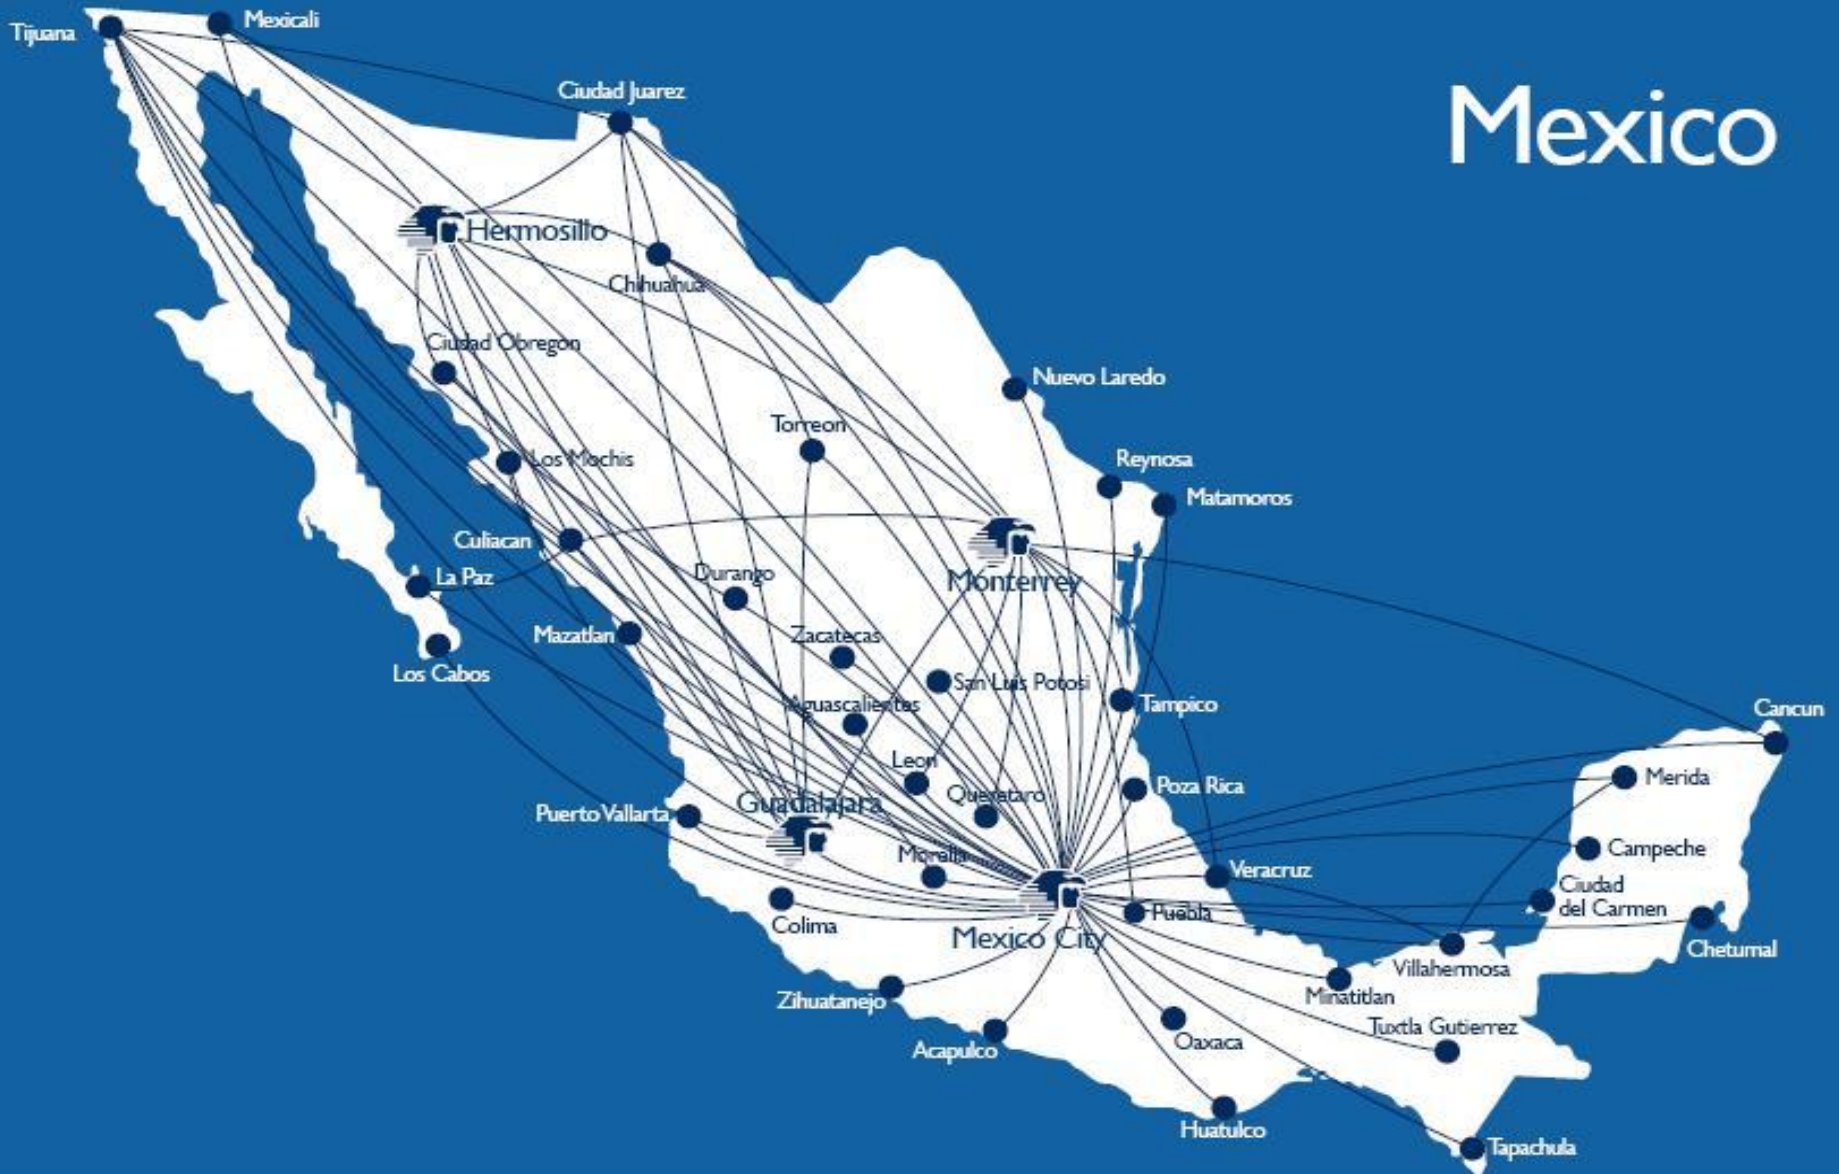 Mexico
Tijuana
Mexicali
Ciudad Juarez
Hermosillo
Chihuahua
Ciudad Obregon
Nuevo Laredo
Torreon
Reynosa
Los Mochis
Matamoros
Culiacan
La Paz
Durango
Monterrey
Mazatlan
Zacatecas
Los Cabos
San Luis Potosi
Aguascalientes
Tampico
Cancun
Leon
Merida
Puerto Vallarta
Guadalajara
Queretaro
Poza Rica
Morelia
Campeche
Veracruz
Ciudad
del Carmen
Colima
Puebla
Mexico City
Chetumal
Villahermosa
Zihuatanejo
Minatitlan
Tuxtla Gutierrez
Acapulco
Oaxaca
Huatulco
Tapachula